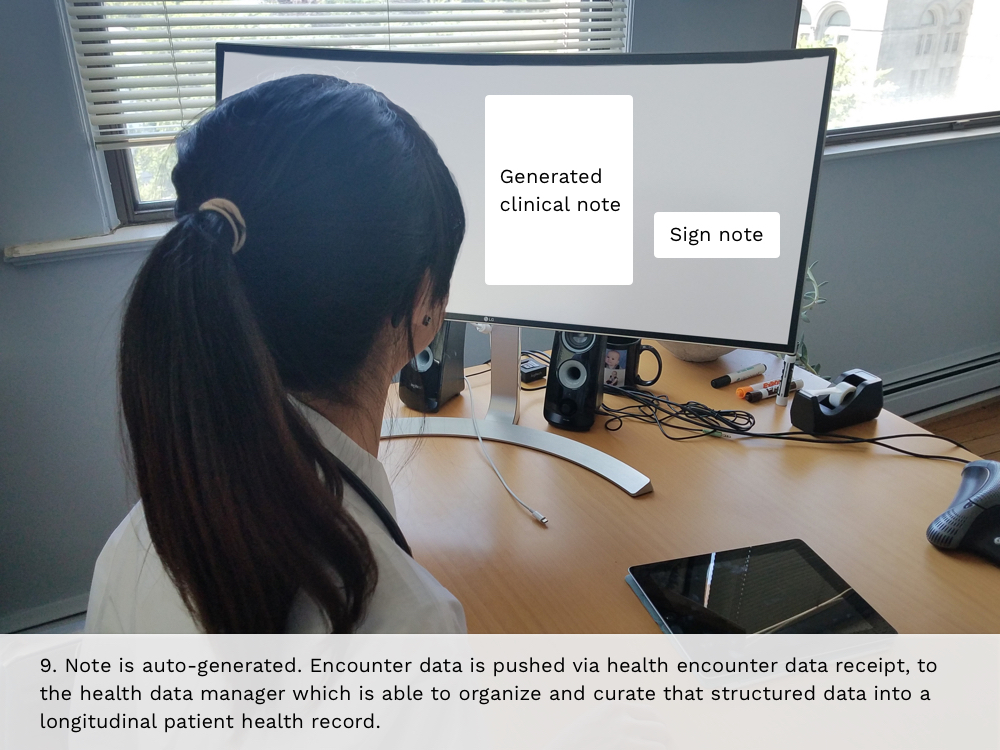 Generated
clinical note
Sign note
LG
9. Note is auto-generated. Encounter data is pushed via health encounter data receipt, to
the health data manager which is able to organize and curate that structured data into a
longitudinal patient health record.